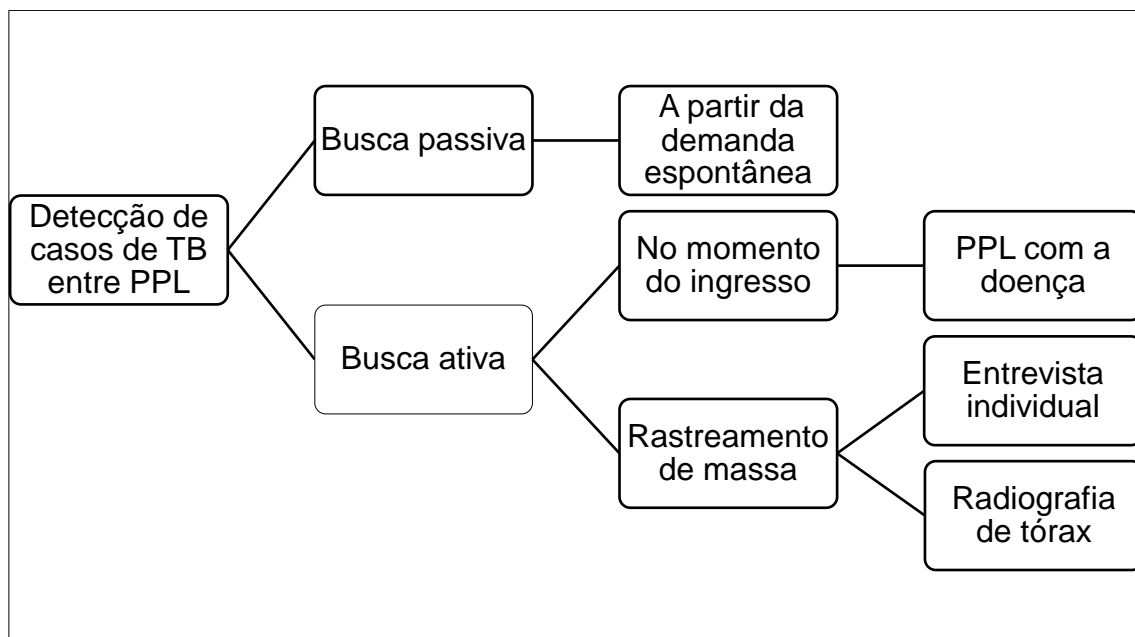 Detecção de
casos de TB
entre PPL
Busca passiva
A partir da
demanda
espontânea
Busca ativa
No momento
do ingresso
PPL com a
doença
Rastreamento
de massa
Entrevista
individual
Radiografia
de tórax